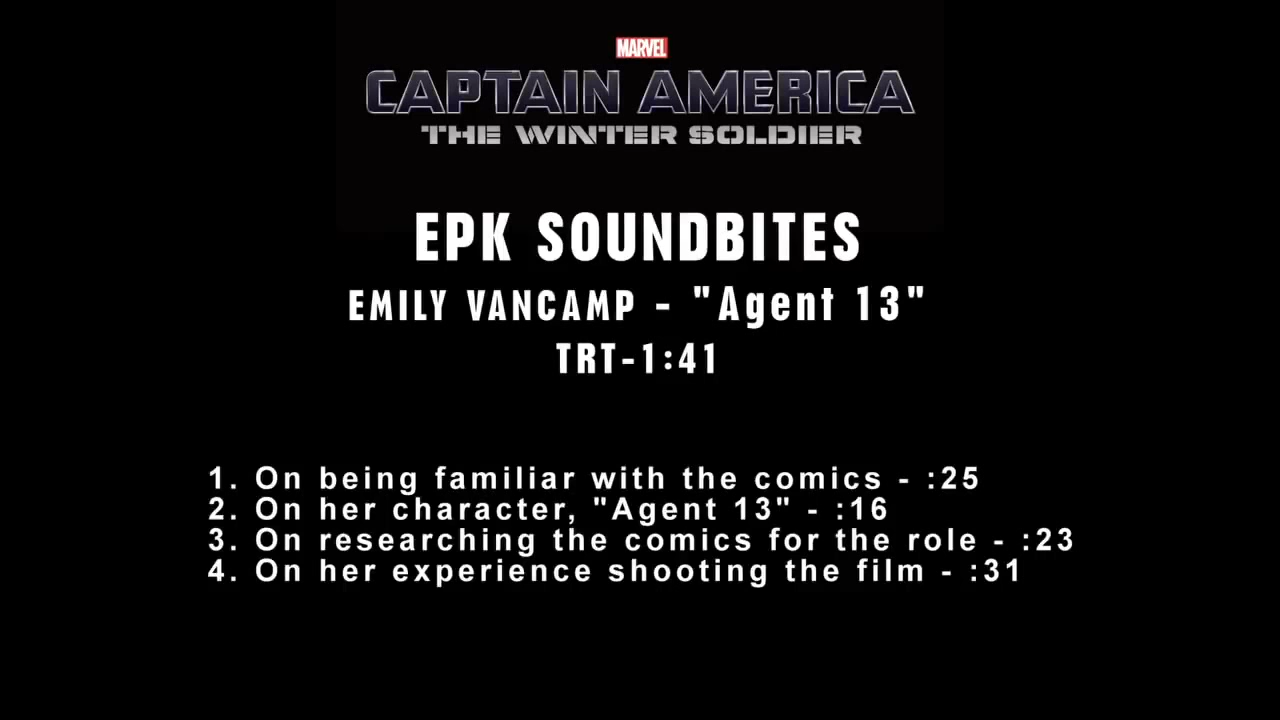 MARVEL
CAPTAIN AMERICA
THE WINTER SOLDIER
EPK SOUNDBITES
EMILY VANCAMP - "Agent 13"
TRT-1:41
1. On being familiar with the comics - :25
2. On her character, "Agent 13" - :16
3. On researching the comics for the role - :23
4. On her experience shooting the film - :31